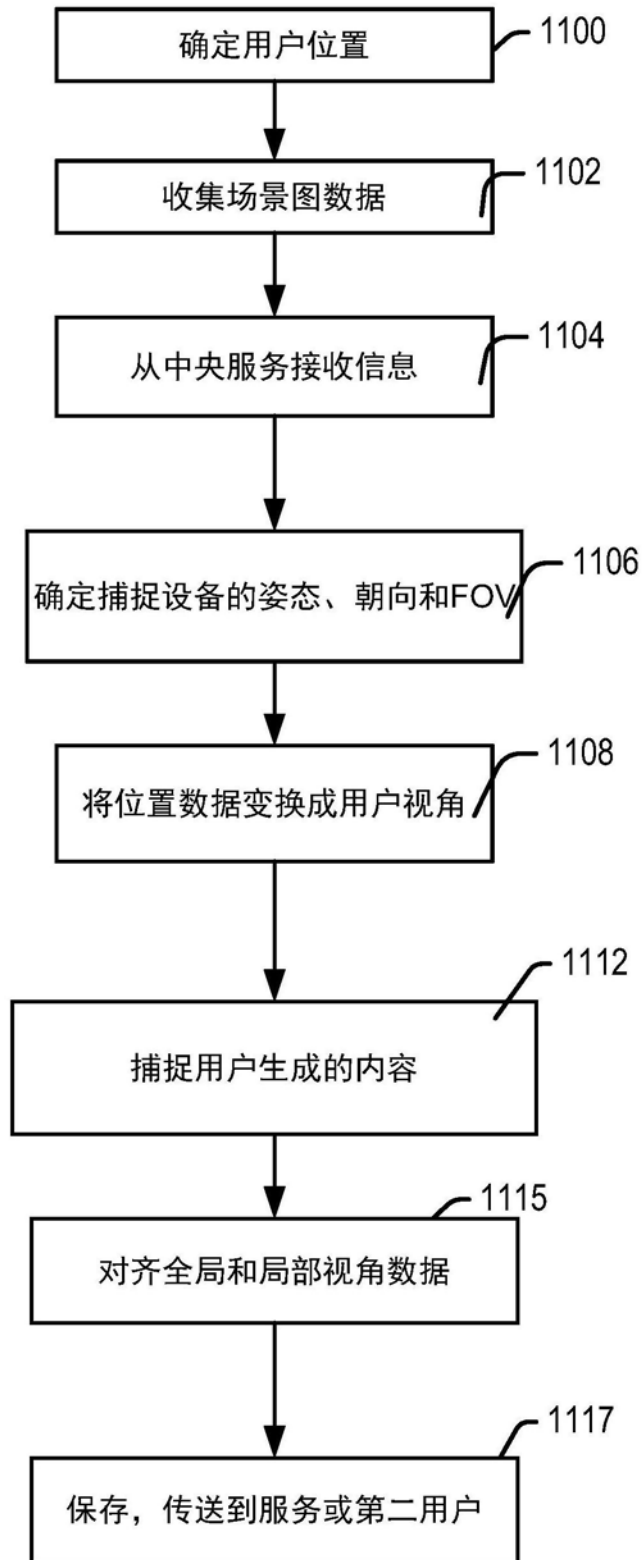 确定用户位置
1100
收集场景图数据
1102
从中央服务接收信息
1104
确定捕捉设备的姿态、朝向和FOV
1106
将位置数据变换成用户视角
1108
捕捉用户生成的内容
1112
对齐全局和局部视角数据
1115
保存，传送到服务或第二用户
1117